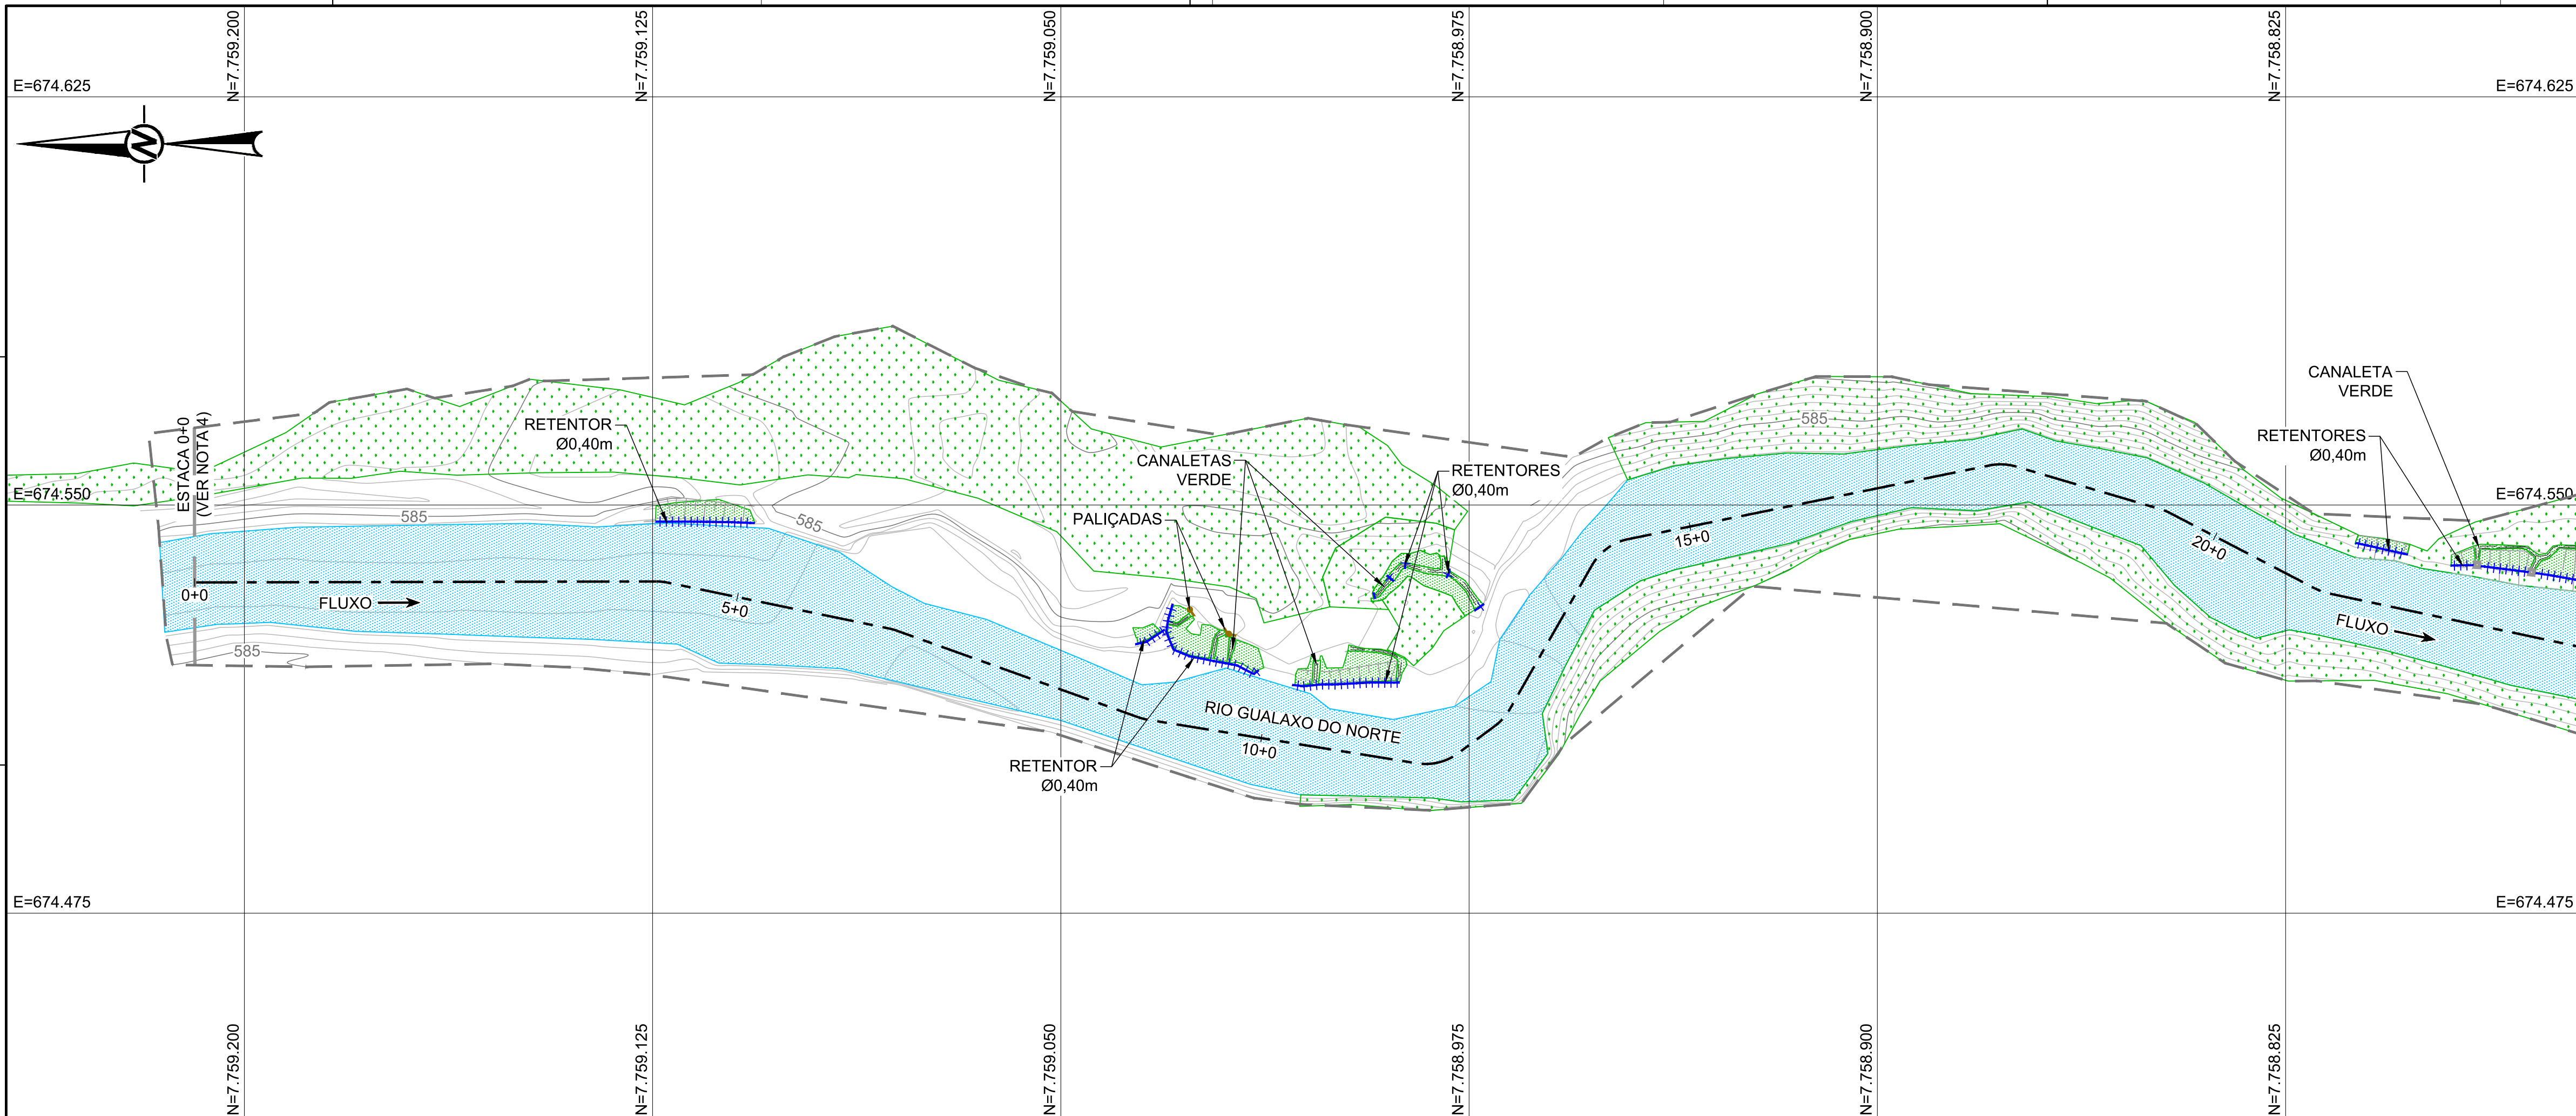 N=7.759.200
N=7.759.125
N=7.759.050
N=7.758.975
N=7.758.900
N=7.758.825
E=674.625
E=674.625
N
CANALETA
VERDE
585
RETENTOR
Ø0,40m
ESTACA 0+0
(VER NOTA 4)
RETENTORES
Ø0,40m
CANALETAS
VERDE
RETENTORES
Ø0,40m
E=674.550
E=674.550
585
585
PALIÇADAS
15+0
20+0
0+0
FLUXO
5+0
FLUXO
585
RIO GUALAXO DO NORTE
10+0
RETENTOR
Ø0,40m
E=674.475
E=674.475
N=7.759.200
N=7.759.125
N=7.759.050
N=7.758.975
N=7.758.900
N=7.758.825